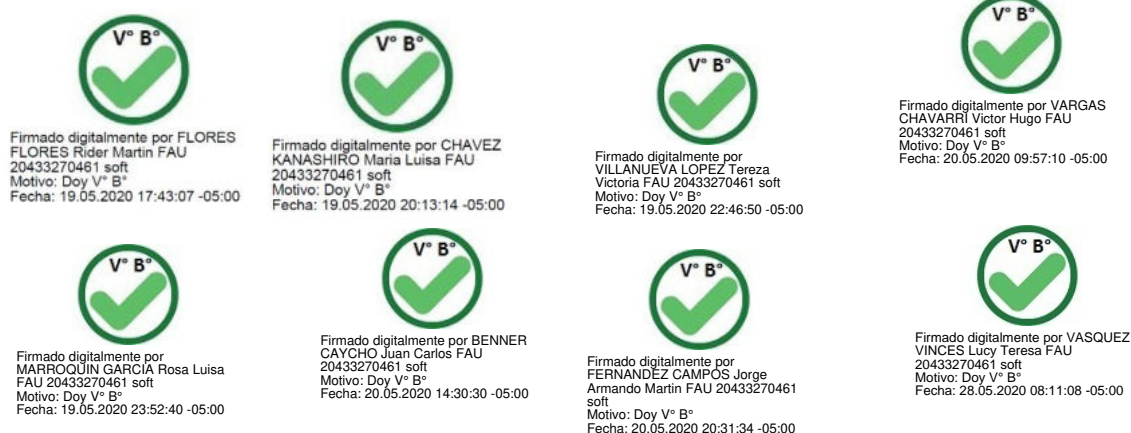 V° B°
Firmado digitalmente por FLORES
FLORES Rider Martin FAU
20433270461 soft
Motivo: Doy V° B°
Fecha: 19.05.2020 17:43:07 -05:00
V° B°
Firmado digitalmente por CHAVEZ
KANASHIRO Maria Luisa FAU
20433270461 soft
Motivo: Doy V° B°
Fecha: 19.05.2020 20:13:14 -05:00
V° B°
Firmado digitalmente por
VILLANUEVA LOPEZ Tereza
Victoria FAU 20433270461 soft
Motivo: Doy V° B°
Fecha: 19.05.2020 22:46:50 -05:00
V° B°
Firmado digitalmente por VARGAS
CHAVARRI Victor Hugo FAU
20433270461 soft
Motivo: Doy V° B°
Fecha: 20.05.2020 09:57:10 -05:00
V° B°
Firmado digitalmente por
MARROQUIN GARCIA Rosa Luisa
FAU 20433270461 soft
Motivo: Doy V° B°
Fecha: 19.05.2020 23:52:40 -05:00
V° B°
Firmado digitalmente por BENNER
CAYCHO Juan Carlos FAU
20433270461 soft
Motivo: Doy V° B°
Fecha: 20.05.2020 14:30:30 -05:00
V° B°
Firmado digitalmente por
FERNANDEZ CAMPOS Jorge
Armando Martin FAU 20433270461
soft
Motivo: Doy V° B°
Fecha: 20.05.2020 20:31:34 -05:00
V° B°
Firmado digitalmente por VASQUEZ
VINCES Lucy Teresa FAU
20433270461 soft
Motivo: Doy V° B°
Fecha: 28.05.2020 08:11:08 -05:00